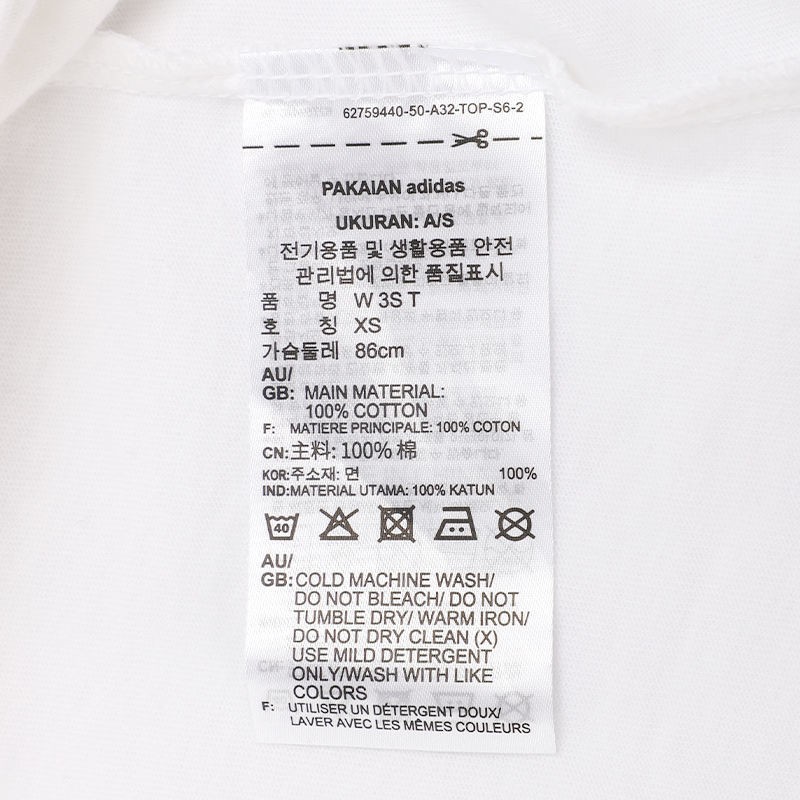 62759440-50-A32-TOP-S6-2
PAKAIAN adidas
UKURAN: A/S
전기용품 및 생활용품 안전
관리법에 의한 품질표시
품 명 W 3S T
호 칭 XS
가슴둘레 86cm
AU/
GB: MAIN MATERIAL:
100% COTTON
F: MATIERE PRINCIPALE: 100% COTON
CN:主料: 100% 棉
KOR:주소재: 면 100%
IND:MATERIAL UTAMA: 100% KATUN
40
AU/
GB:COLD MACHINE WASH/
DO NOT BLEACH/ DO NOT
TUMBLE DRY/ WARM IRON/
DO NOT DRY CLEAN (X)
USE MILD DETERGENT
ONLY/WASH WITH LIKE
COLORS
F: UTILISER UN DÉTERGENT DOUX/
LAVER AVEC LES MÊMES COULEURS